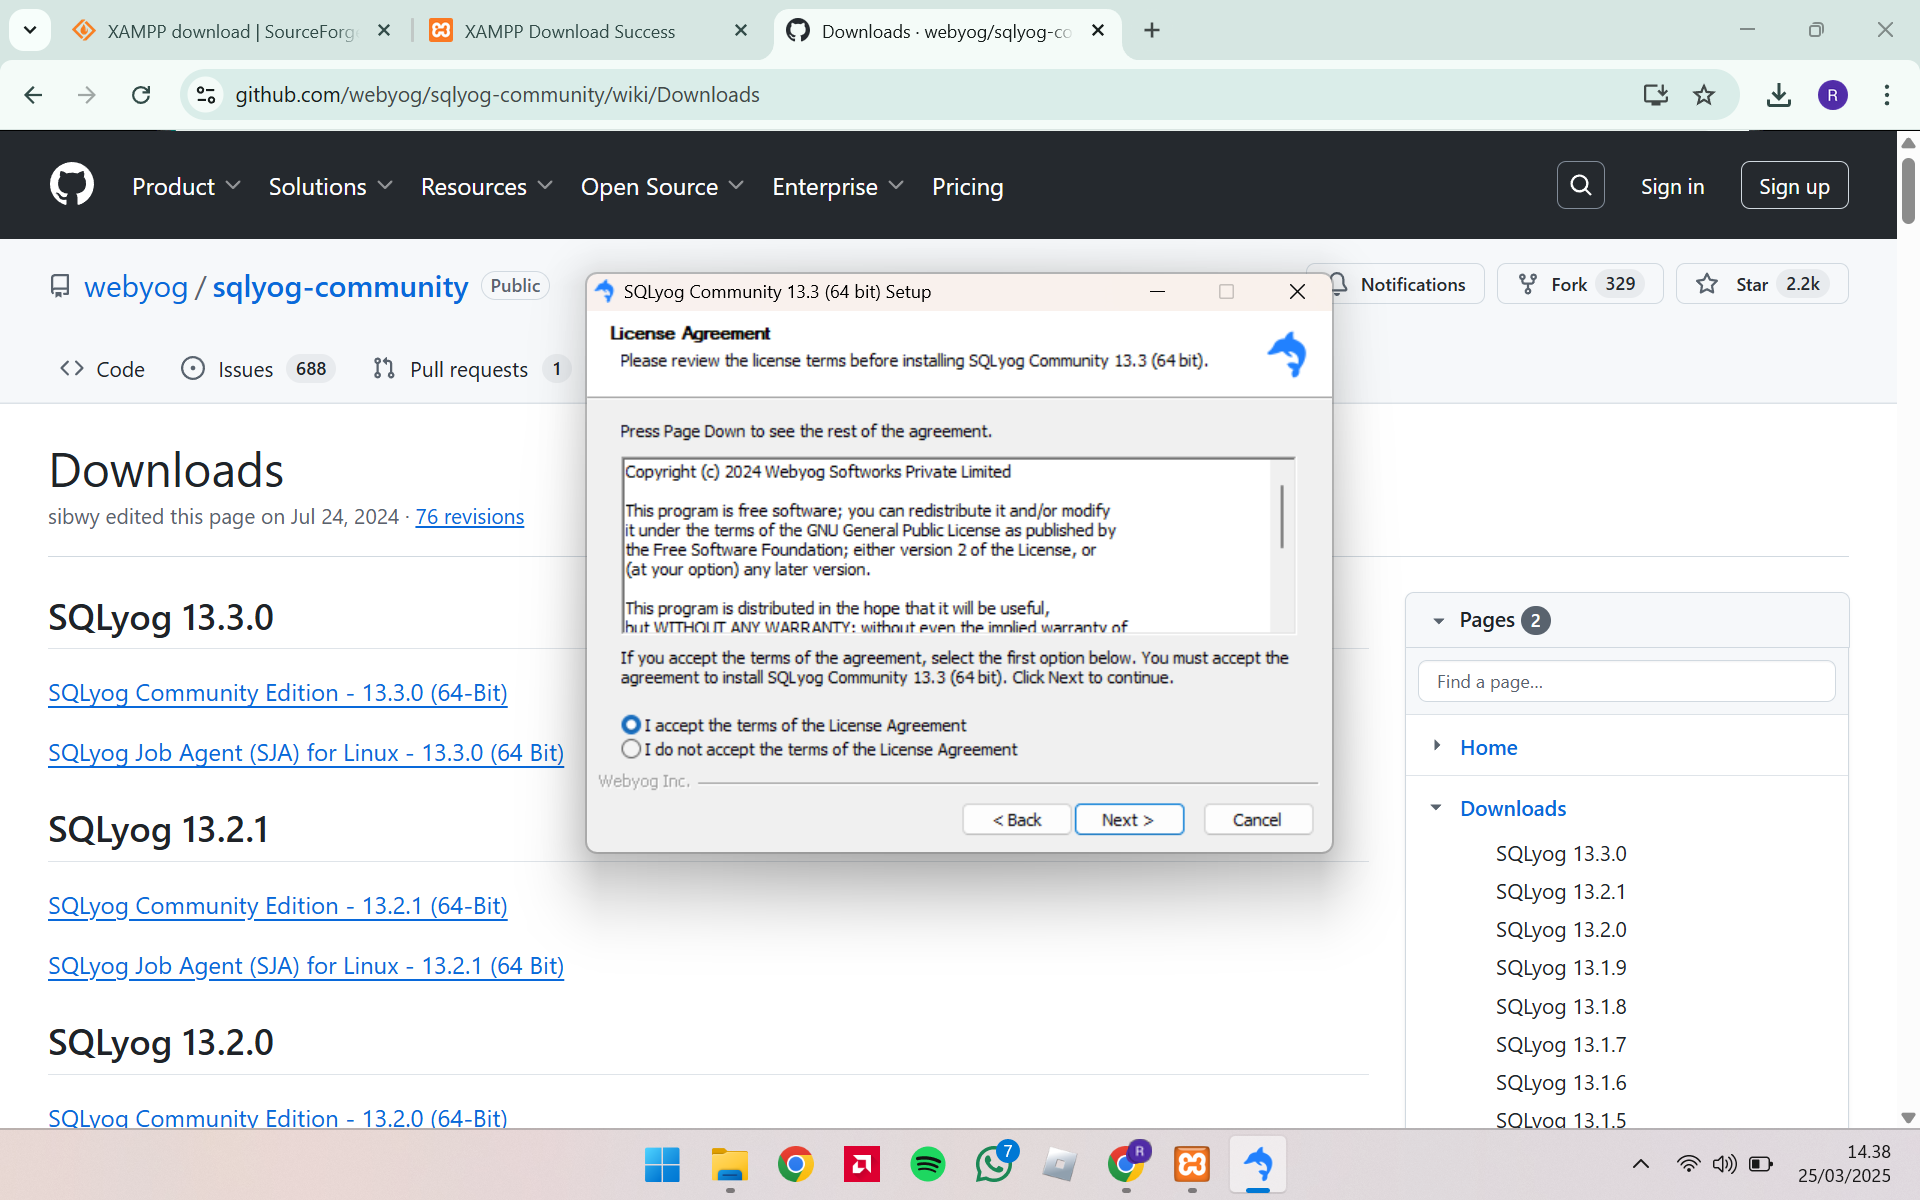 XAMPP download | SourceForge
XAMPP Download Success
Downloads · webyog/sqlyog-co
github.com/webyog/sqlyog-community/wiki/Downloads
R
Product
Solutions
Resources
Open Source
Enterprise
Pricing
Sign in
Sign up
webyog / sqlyog-community
Public
Notifications
Fork 329
Star 2.2k
Code
Issues 688
Pull requests 1
Downloads
sibwy edited this page on Jul 24, 2024 · 76 revisions
SQLyog 13.3.0
SQLyog Community Edition - 13.3.0 (64-Bit)
SQLyog Job Agent (SJA) for Linux - 13.3.0 (64 Bit)
SQLyog 13.2.1
SQLyog Community Edition - 13.2.1 (64-Bit)
SQLyog Job Agent (SJA) for Linux - 13.2.1 (64 Bit)
SQLyog 13.2.0
SQLyog Community Edition - 13.2.0 (64-Bit)
SQLyog Community 13.3 (64 bit) Setup
License Agreement
Please review the license terms before installing SQLyog Community 13.3 (64 bit).
Press Page Down to see the rest of the agreement.
Copyright (c) 2024 Webyog Softworks Private Limited
This program is free software; you can redistribute it and/or modify
it under the terms of the GNU General Public License as published by
the Free Software Foundation; either version 2 of the License, or
(at your option) any later version.
This program is distributed in the hope that it will be useful,
but WITHOUT ANY WARRANTY; without even the implied warranty of
If you accept the terms of the agreement, select the first option below. You must accept the
agreement to install SQLyog Community 13.3 (64 bit). Click Next to continue.
I accept the terms of the License Agreement
I do not accept the terms of the License Agreement
Webyog Inc.
< Back
Next >
Cancel
Pages 2
Find a page...
Home
Downloads
SQLyog 13.3.0
SQLyog 13.2.1
SQLyog 13.2.0
SQLyog 13.1.9
SQLyog 13.1.8
SQLyog 13.1.7
SQLyog 13.1.6
SQLyog 13.1.5
7
R
14.38
25/03/2025